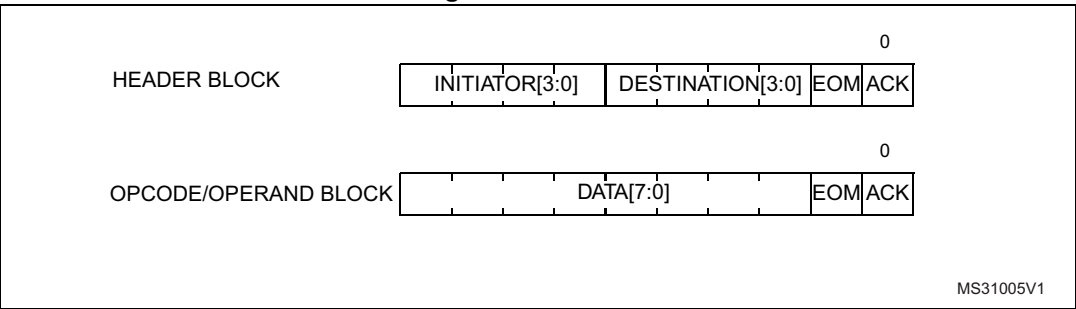 0
HEADER BLOCK INITIATOR[3:0] DESTINATION[3:0] EOM ACK
0
OPCODE/OPERAND BLOCK DATA[7:0] EOM ACK
MS31005V1